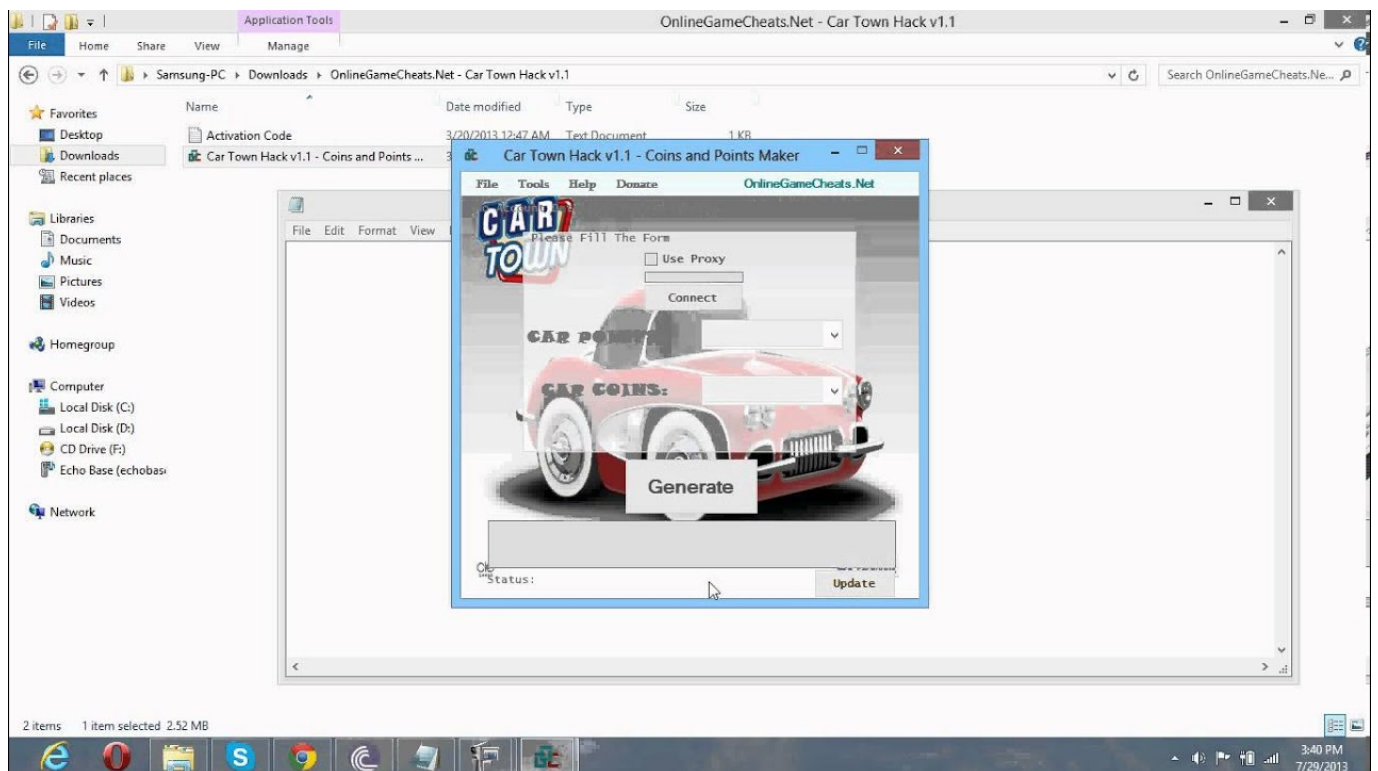 Application Tools
OnlineGameCheats.Net - Car Town Hack v1.1
File Home Share View Manage
Samsung-PC Downloads OnlineGameCheats.Net - Car Town Hack v1.1
Search OnlineGameCheats.Ne...
Name Date modified Type Size
Favorites
Desktop
Downloads
Recent places
Libraries
Documents
Music
Pictures
Videos
Homegroup
Computer
Local Disk (C:)
Local Disk (D:)
CD Drive (F:)
Echo Base (echobas
Network
Activation Code 3/20/2013 12:47 AM Text Document 1 KB
Car Town Hack v1.1 - Coins and Points ... 3
File Edit Format View
Car Town Hack v1.1 - Coins and Points Maker
File Tools Help Donate OnlineGameCheats.Net
CAR
TOWN
Please Fill The Form
Use Proxy
Connect
CAR
CAR COINS:
Generate
Status:
Update
2 items 1 item selected 2.52 MB
3:40 PM
7/29/2013